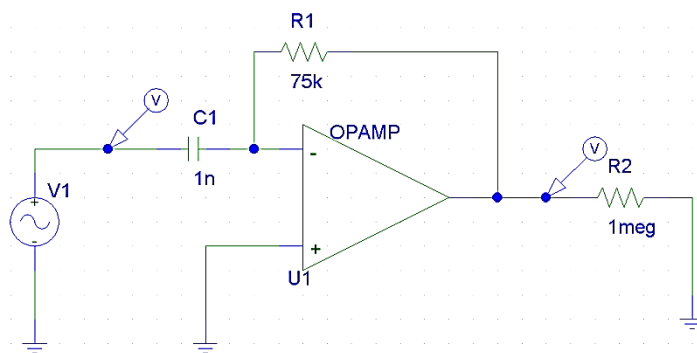 R1
75k
V
C1
1n
OPAMP
-
+
U1
V1
+
-
V
R2
1meg